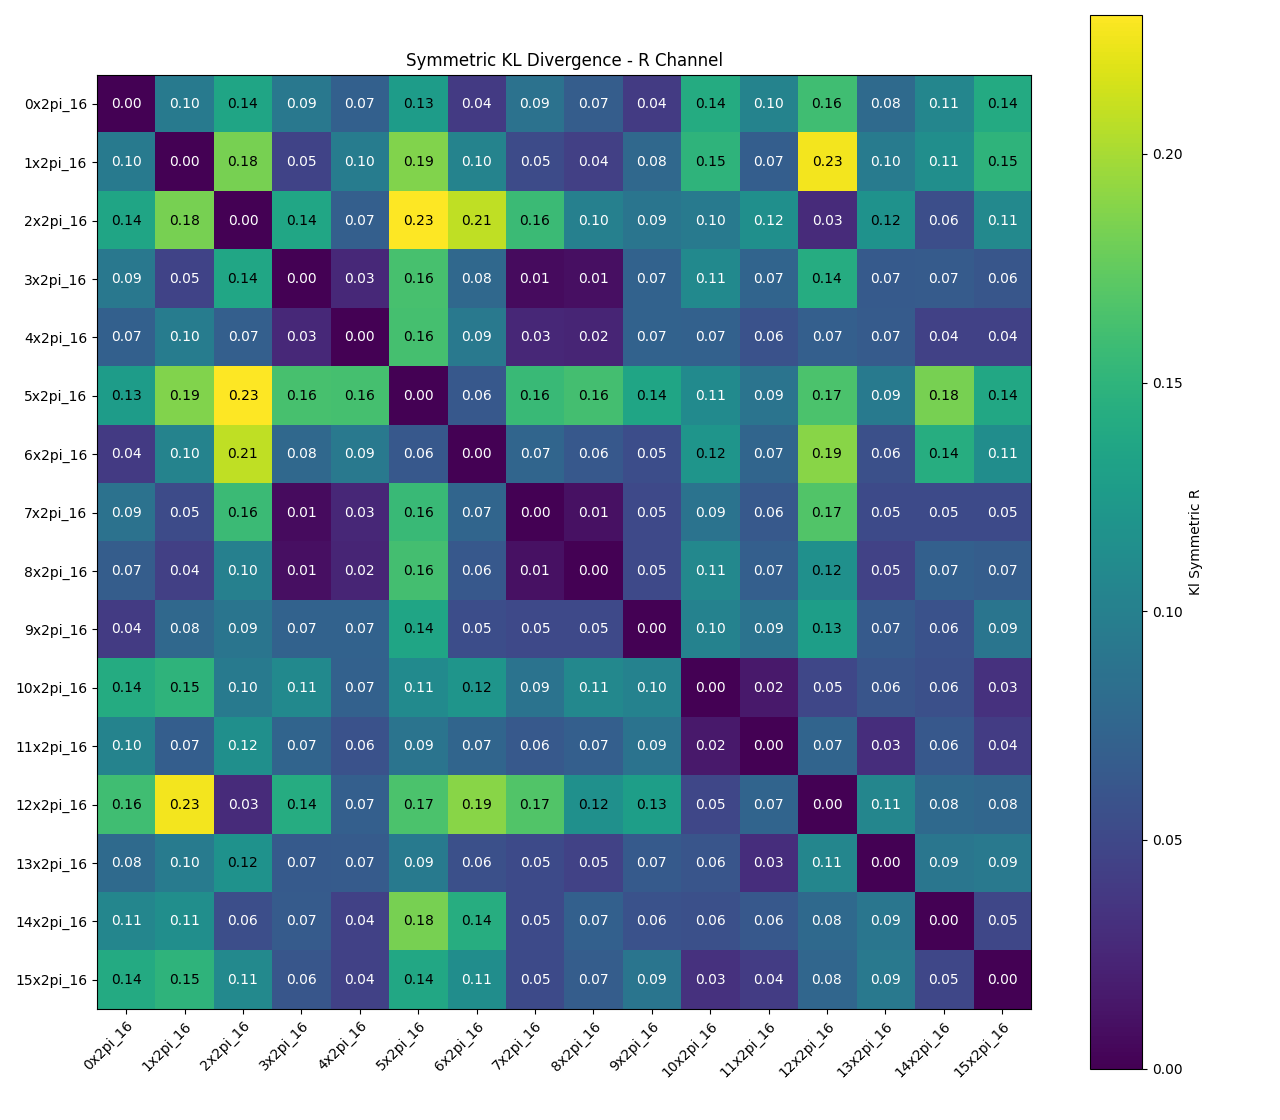 Symmetric KL Divergence - R Channel
0x2pi_16 0.00 0.10 0.14 0.09 0.07 0.13 0.04 0.09 0.07 0.04 0.14 0.10 0.16 0.08 0.11 0.14
1x2pi_16 0.10 0.00 0.18 0.05 0.10 0.19 0.10 0.05 0.04 0.08 0.15 0.07 0.23 0.10 0.11 0.15
2x2pi_16 0.14 0.18 0.00 0.14 0.07 0.23 0.21 0.16 0.10 0.09 0.10 0.12 0.03 0.12 0.06 0.11
3x2pi_16 0.09 0.05 0.14 0.00 0.03 0.16 0.08 0.01 0.01 0.07 0.11 0.07 0.14 0.07 0.07 0.06
4x2pi_16 0.07 0.10 0.07 0.03 0.00 0.16 0.09 0.03 0.02 0.07 0.07 0.06 0.07 0.07 0.04 0.04
5x2pi_16 0.13 0.19 0.23 0.16 0.16 0.00 0.06 0.16 0.16 0.14 0.11 0.09 0.17 0.09 0.18 0.14
6x2pi_16 0.04 0.10 0.21 0.08 0.09 0.06 0.00 0.07 0.06 0.05 0.12 0.07 0.19 0.06 0.14 0.11
7x2pi_16 0.09 0.05 0.16 0.01 0.03 0.16 0.07 0.00 0.01 0.05 0.09 0.06 0.17 0.05 0.05 0.05
8x2pi_16 0.07 0.04 0.10 0.01 0.02 0.16 0.06 0.01 0.00 0.05 0.11 0.07 0.12 0.05 0.07 0.07
9x2pi_16 0.04 0.08 0.09 0.07 0.07 0.14 0.05 0.05 0.05 0.00 0.10 0.09 0.13 0.07 0.06 0.09
10x2pi_16 0.14 0.15 0.10 0.11 0.07 0.11 0.12 0.09 0.11 0.10 0.00 0.02 0.05 0.06 0.06 0.03
11x2pi_16 0.10 0.07 0.12 0.07 0.06 0.09 0.07 0.06 0.07 0.09 0.02 0.00 0.07 0.03 0.06 0.04
12x2pi_16 0.16 0.23 0.03 0.14 0.07 0.17 0.19 0.17 0.12 0.13 0.05 0.07 0.00 0.11 0.08 0.08
13x2pi_16 0.08 0.10 0.12 0.07 0.07 0.09 0.06 0.05 0.05 0.07 0.06 0.03 0.11 0.00 0.09 0.09
14x2pi_16 0.11 0.11 0.06 0.07 0.04 0.18 0.14 0.05 0.07 0.06 0.06 0.06 0.08 0.09 0.00 0.05
15x2pi_16 0.14 0.15 0.11 0.06 0.04 0.14 0.11 0.05 0.07 0.09 0.03 0.04 0.08 0.09 0.05 0.00
0x2pi_16 1x2pi_16 2x2pi_16 3x2pi_16 4x2pi_16 5x2pi_16 6x2pi_16 7x2pi_16 8x2pi_16 9x2pi_16 10x2pi_16 11x2pi_16 12x2pi_16 13x2pi_16 14x2pi_16 15x2pi_16
0.20
0.15
0.10
0.05
0.00
Kl Symmetric R